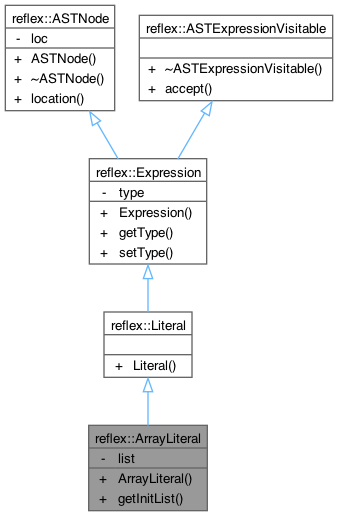 reflex::ASTNode
- loc
+ ASTNode()
+ ~ASTNode()
+ location()
reflex::ASTExpressionVisitable
+ ~ASTExpressionVisitable()
+ accept()
reflex::Expression
- type
+ Expression()
+ getType()
+ setType()
reflex::Literal
+ Literal()
reflex::ArrayLiteral
- list
+ ArrayLiteral()
+ getInitList()